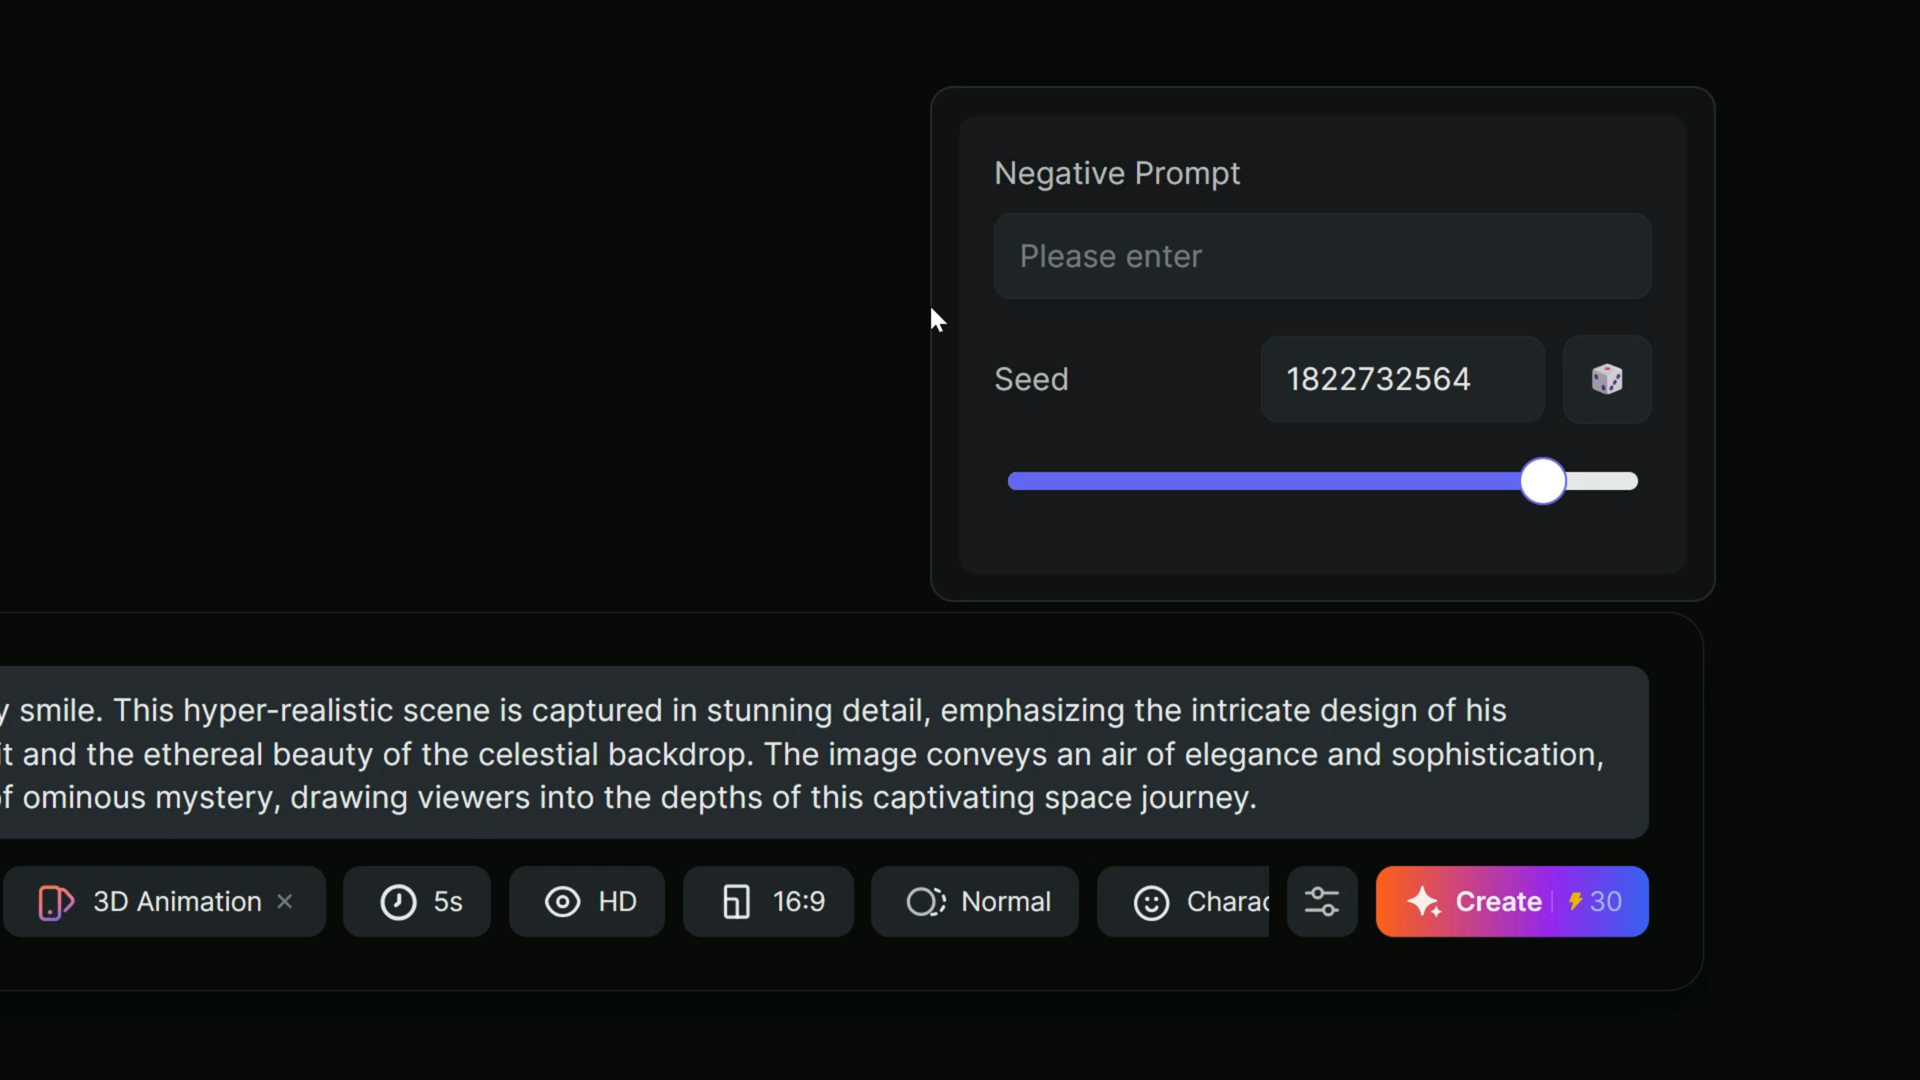 Negative Prompt
Please enter
Seed
1822732564
smile. This hyper-realistic scene is captured in stunning detail, emphasizing the intricate design of his
and the ethereal beauty of the celestial backdrop. The image conveys an air of elegance and sophistication,
ominous mystery, drawing viewers into the depths of this captivating space journey.
3D Animation
5s
HD
16:9
Normal
Charac
Create
30